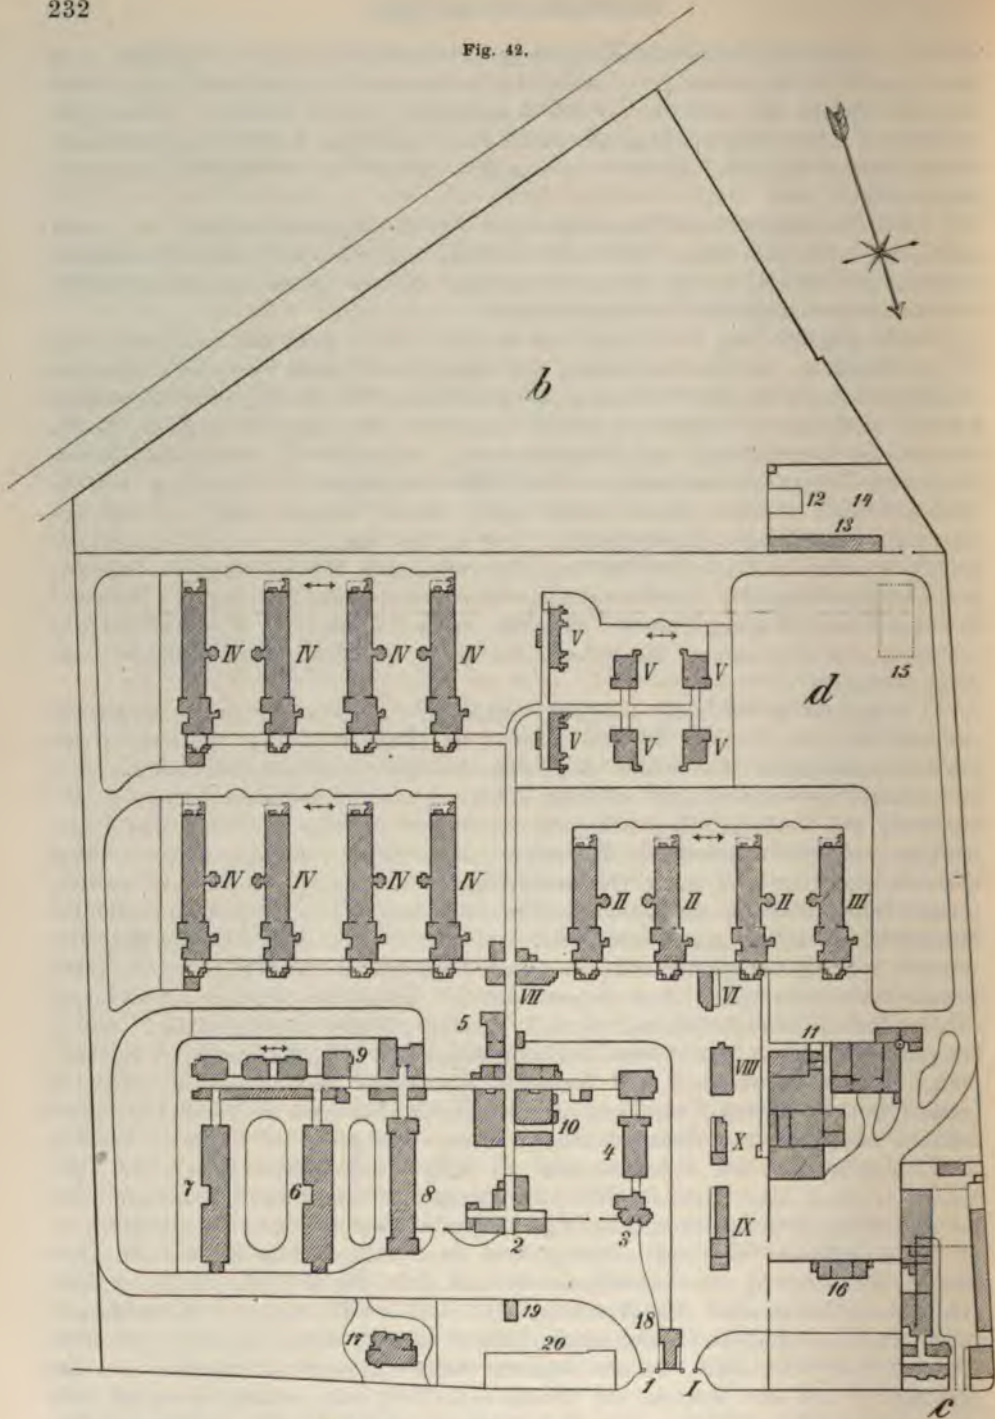 232
Fig. 42.
b
12 14
13
15
d
IV IV IV IV
V
V V
V V V
IV IV IV IV
II II II III
VII
VI
5
9
11
VIII
10
4
X
7 6 8
2 3
IX
16
19
18
17
20
1 I
c